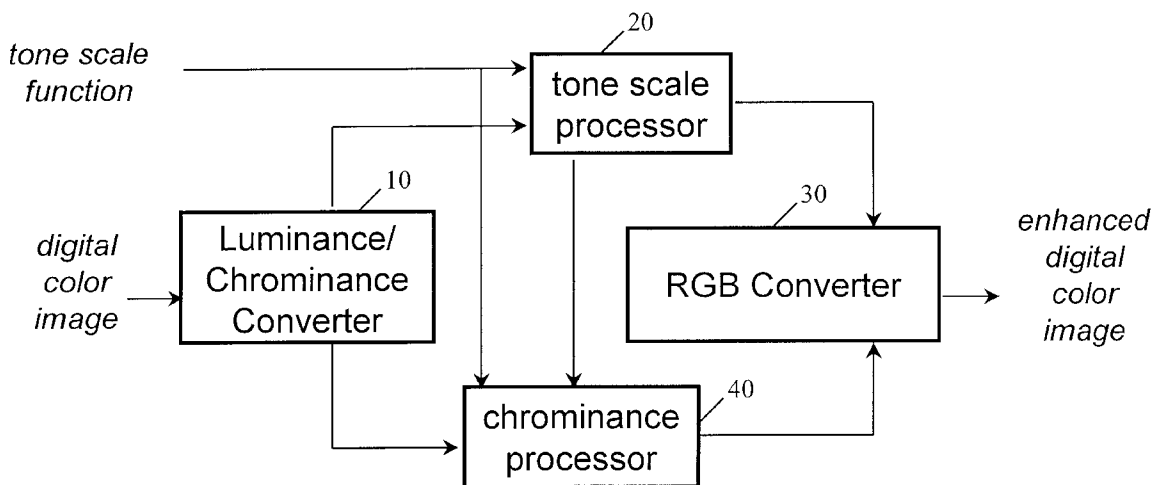 tone scale
function
20
tone scale
processor
10
Luminance/
Chrominance
Converter
digital
color
image
30
RGB Converter
enhanced
digital
color
image
40
chrominance
processor